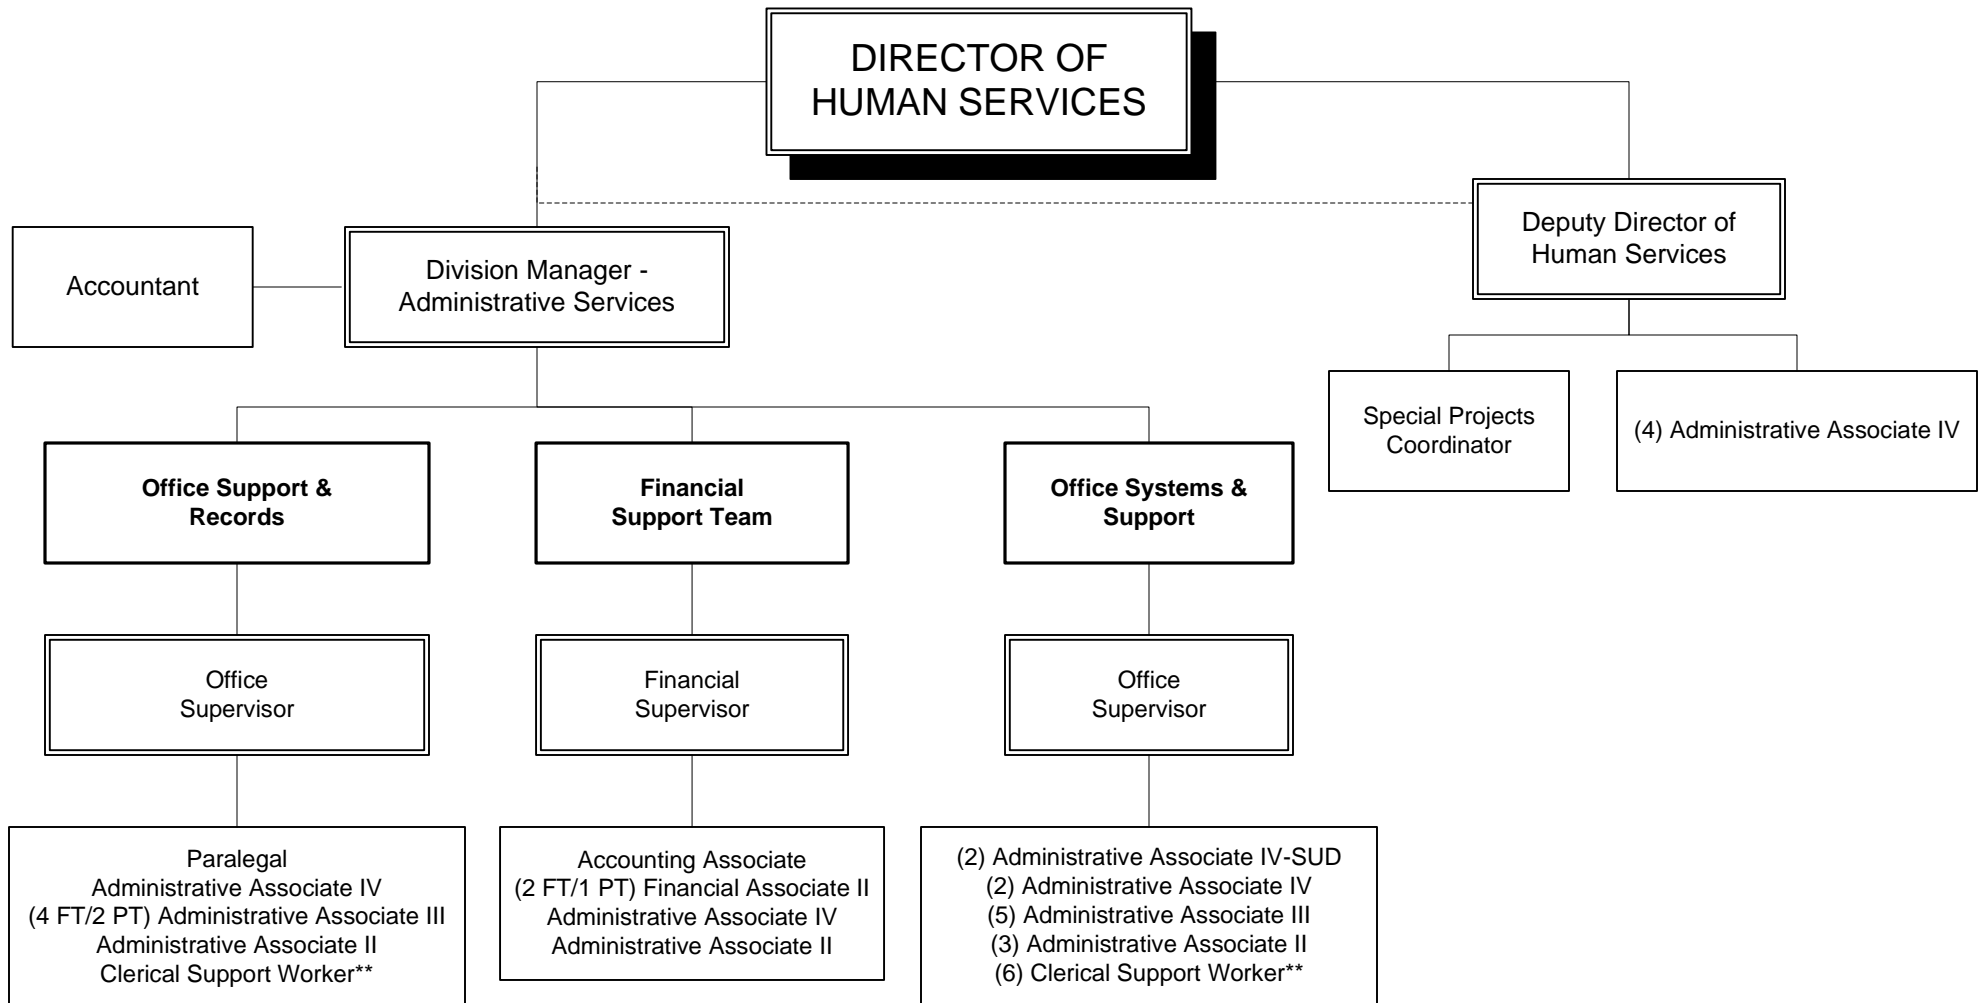 DIRECTOR OF
HUMAN SERVICES
Deputy Director of
Human Services
Accountant
Division Manager -
Administrative Services
Special Projects
Coordinator
(4) Administrative Associate IV
Office Support &
Records
Financial
Support Team
Office Systems &
Support
Office
Supervisor
Financial
Supervisor
Office
Supervisor
Paralegal
Administrative Associate IV
(4 FT/2 PT) Administrative Associate III
Administrative Associate II
Clerical Support Worker**
Accounting Associate
(2 FT/1 PT) Financial Associate II
Administrative Associate IV
Administrative Associate II
(2) Administrative Associate IV-SUD
(2) Administrative Associate IV
(5) Administrative Associate III
(3) Administrative Associate II
(6) Clerical Support Worker**